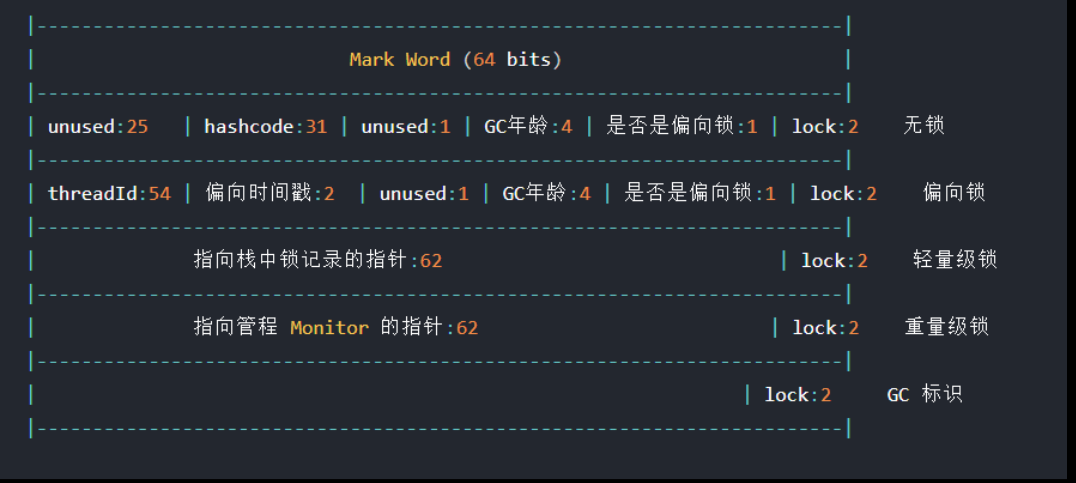 |---------------------------------------------------------------------|
| Mark Word (64 bits) |
|---------------------------------------------------------------------|
| unused:25 | hashcode:31 | unused:1 | GC年龄:4 | 是否是偏向锁:1 | lock:2 无锁
|---------------------------------------------------------------------|
| threadId:54 | 偏向时间戳:2 | unused:1 | GC年龄:4 | 是否是偏向锁:1 | lock:2 偏向锁
|---------------------------------------------------------------------|
| 指向栈中锁记录的指针:62 | lock:2 轻量级锁
|---------------------------------------------------------------------|
| 指向管程 Monitor 的指针:62 | lock:2 重量级锁
|---------------------------------------------------------------------|
| | lock:2 GC 标识
|---------------------------------------------------------------------|